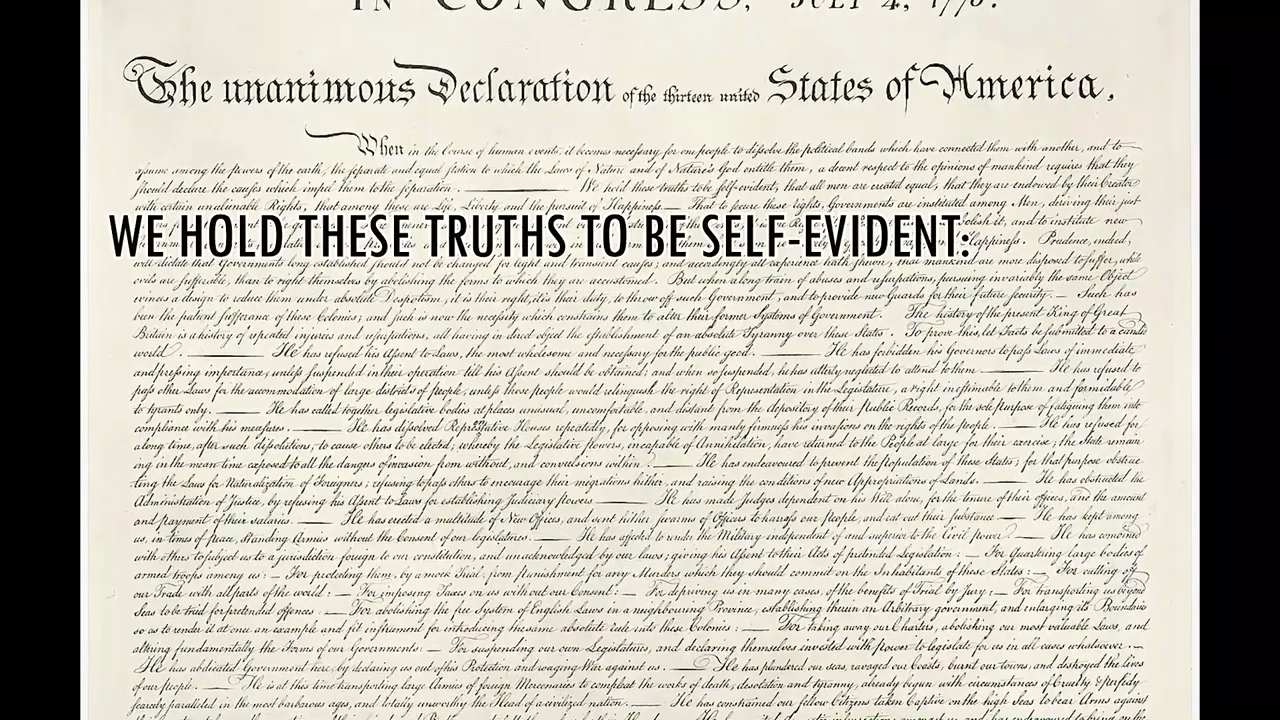 IN CONGRESS, JULY 4, 1776.
The unanimous Declaration of the thirteen united States of America,
When in the Course of human events, it becomes necessary for one people to dissolve the political bands which have connected them with another, and to
assume among the powers of the earth, the separate and equal station to which the Laws of Nature and of Nature's God entitle them, a decent respect to the opinions of mankind requires that they
should declare the causes which impel them to the separation. We hold these truths to be self-evident, that all men are created equal, that they are endowed by their Creator
with certain unalienable Rights, that among these are Life, Liberty and the pursuit of Happiness.— That to secure these rights, Governments are instituted among Men, deriving their just
WE HOLD THESE TRUTHS TO BE SELF-EVIDENT:
abolish it, and to institute new
Happiness. Prudence, indeed,
will dictate that Governments long established should not be changed for light and transient causes; and accordingly all experience hath shewn, that mankind are more disposed to suffer, while
evils are sufferable, than to right themselves by abolishing the forms to which they are accustomed. But when a long train of abuses and usurpations, pursuing invariably the same Object
evinces a design to reduce them under absolute Despotism, it is their right, it is their duty, to throw off such Government, and to provide new Guards for their future security.— Such has
been the patient sufferance of these Colonies; and such is now the necessity which constrains them to alter their former Systems of Government. The history of the present King of Great
Britain is a history of repeated injuries and usurpations, all having in direct object the establishment of an absolute Tyranny over these States. To prove this, let Facts be submitted to a candid
world. He has refused his Assent to Laws, the most wholesome and necessary for the public good. He has forbidden his Governors to pass Laws of immediate
and pressing importance, unless suspended in their operation till his Assent should be obtained; and when so suspended, he has utterly neglected to attend to them. He has refused to
pass other Laws for the accommodation of large districts of people, unless those people would relinquish the right of Representation in the Legislature, a right inestimable to them and formidable
to tyrants only. He has called together legislative bodies at places unusual, uncomfortable, and distant from the depository of their public Records, for the sole purpose of fatiguing them into
compliance with his measures. He has dissolved Representative Houses repeatedly, for opposing with manly firmness his invasions on the rights of the people. He has refused for
a long time, after such dissolutions, to cause others to be elected; whereby the Legislative powers, incapable of Annihilation, have returned to the People at large for their exercise; the State remain
ing in the mean time exposed to all the dangers of invasion from without, and convulsions within. He has endeavoured to prevent the population of these States; for that purpose obstruc
ting the Laws for Naturalization of Foreigners; refusing to pass others to encourage their migrations hither, and raising the conditions of new Appropriations of Lands. He has obstructed the
Administration of Justice, by refusing his Assent to Laws for establishing Judiciary powers. He has made Judges dependent on his Will alone, for the tenure of their offices, and the amount
and payment of their salaries. He has erected a multitude of New Offices, and sent hither swarms of Officers to harrass our people, and eat out their substance. He has kept among
us, in times of peace, Standing Armies without the Consent of our legislatures. He has affected to render the Military independent of and superior to the Civil power. He has combined
with others to subject us to a jurisdiction foreign to our constitution, and unacknowledged by our laws; giving his Assent to their Acts of pretended Legislation: — For Quartering large bodies of
armed troops among us: — For protecting them, by a mock Trial, from punishment for any Murders which they should commit on the Inhabitants of these States: — For cutting off
our Trade with all parts of the world: — For imposing Taxes on us without our Consent: — For depriving us in many cases, of the benefits of Trial by Jury: — For transporting us beyond
Seas to be tried for pretended offences — For abolishing the free System of English Laws in a neighbouring Province, establishing therein an Arbitrary government, and enlarging its Boundaries
so as to render it at one an example and fit instrument for introducing the same absolute rule into these Colonies: — For taking away our Charters, abolishing our most valuable Laws, and
altering fundamentally the Forms of our Governments: — For suspending our own Legislatures, and declaring themselves invested with power to legislate for us in all cases whatsoever.—
He has abdicated Government here, by declaring us out of his Protection and waging War against us. He has plundered our seas, ravaged our Coasts, burnt our towns, and destroyed the lives
of our people. He is at this time transporting large Armies of foreign Mercenaries to compleat the works of death, desolation and tyranny, already begun with circumstances of Cruelty & perfidy
scarcely paralleled in the most barbarous ages, and totally unworthy the Head of a civilized nation. He has constrained our fellow Citizens taken Captive on the high Seas to bear Arms against